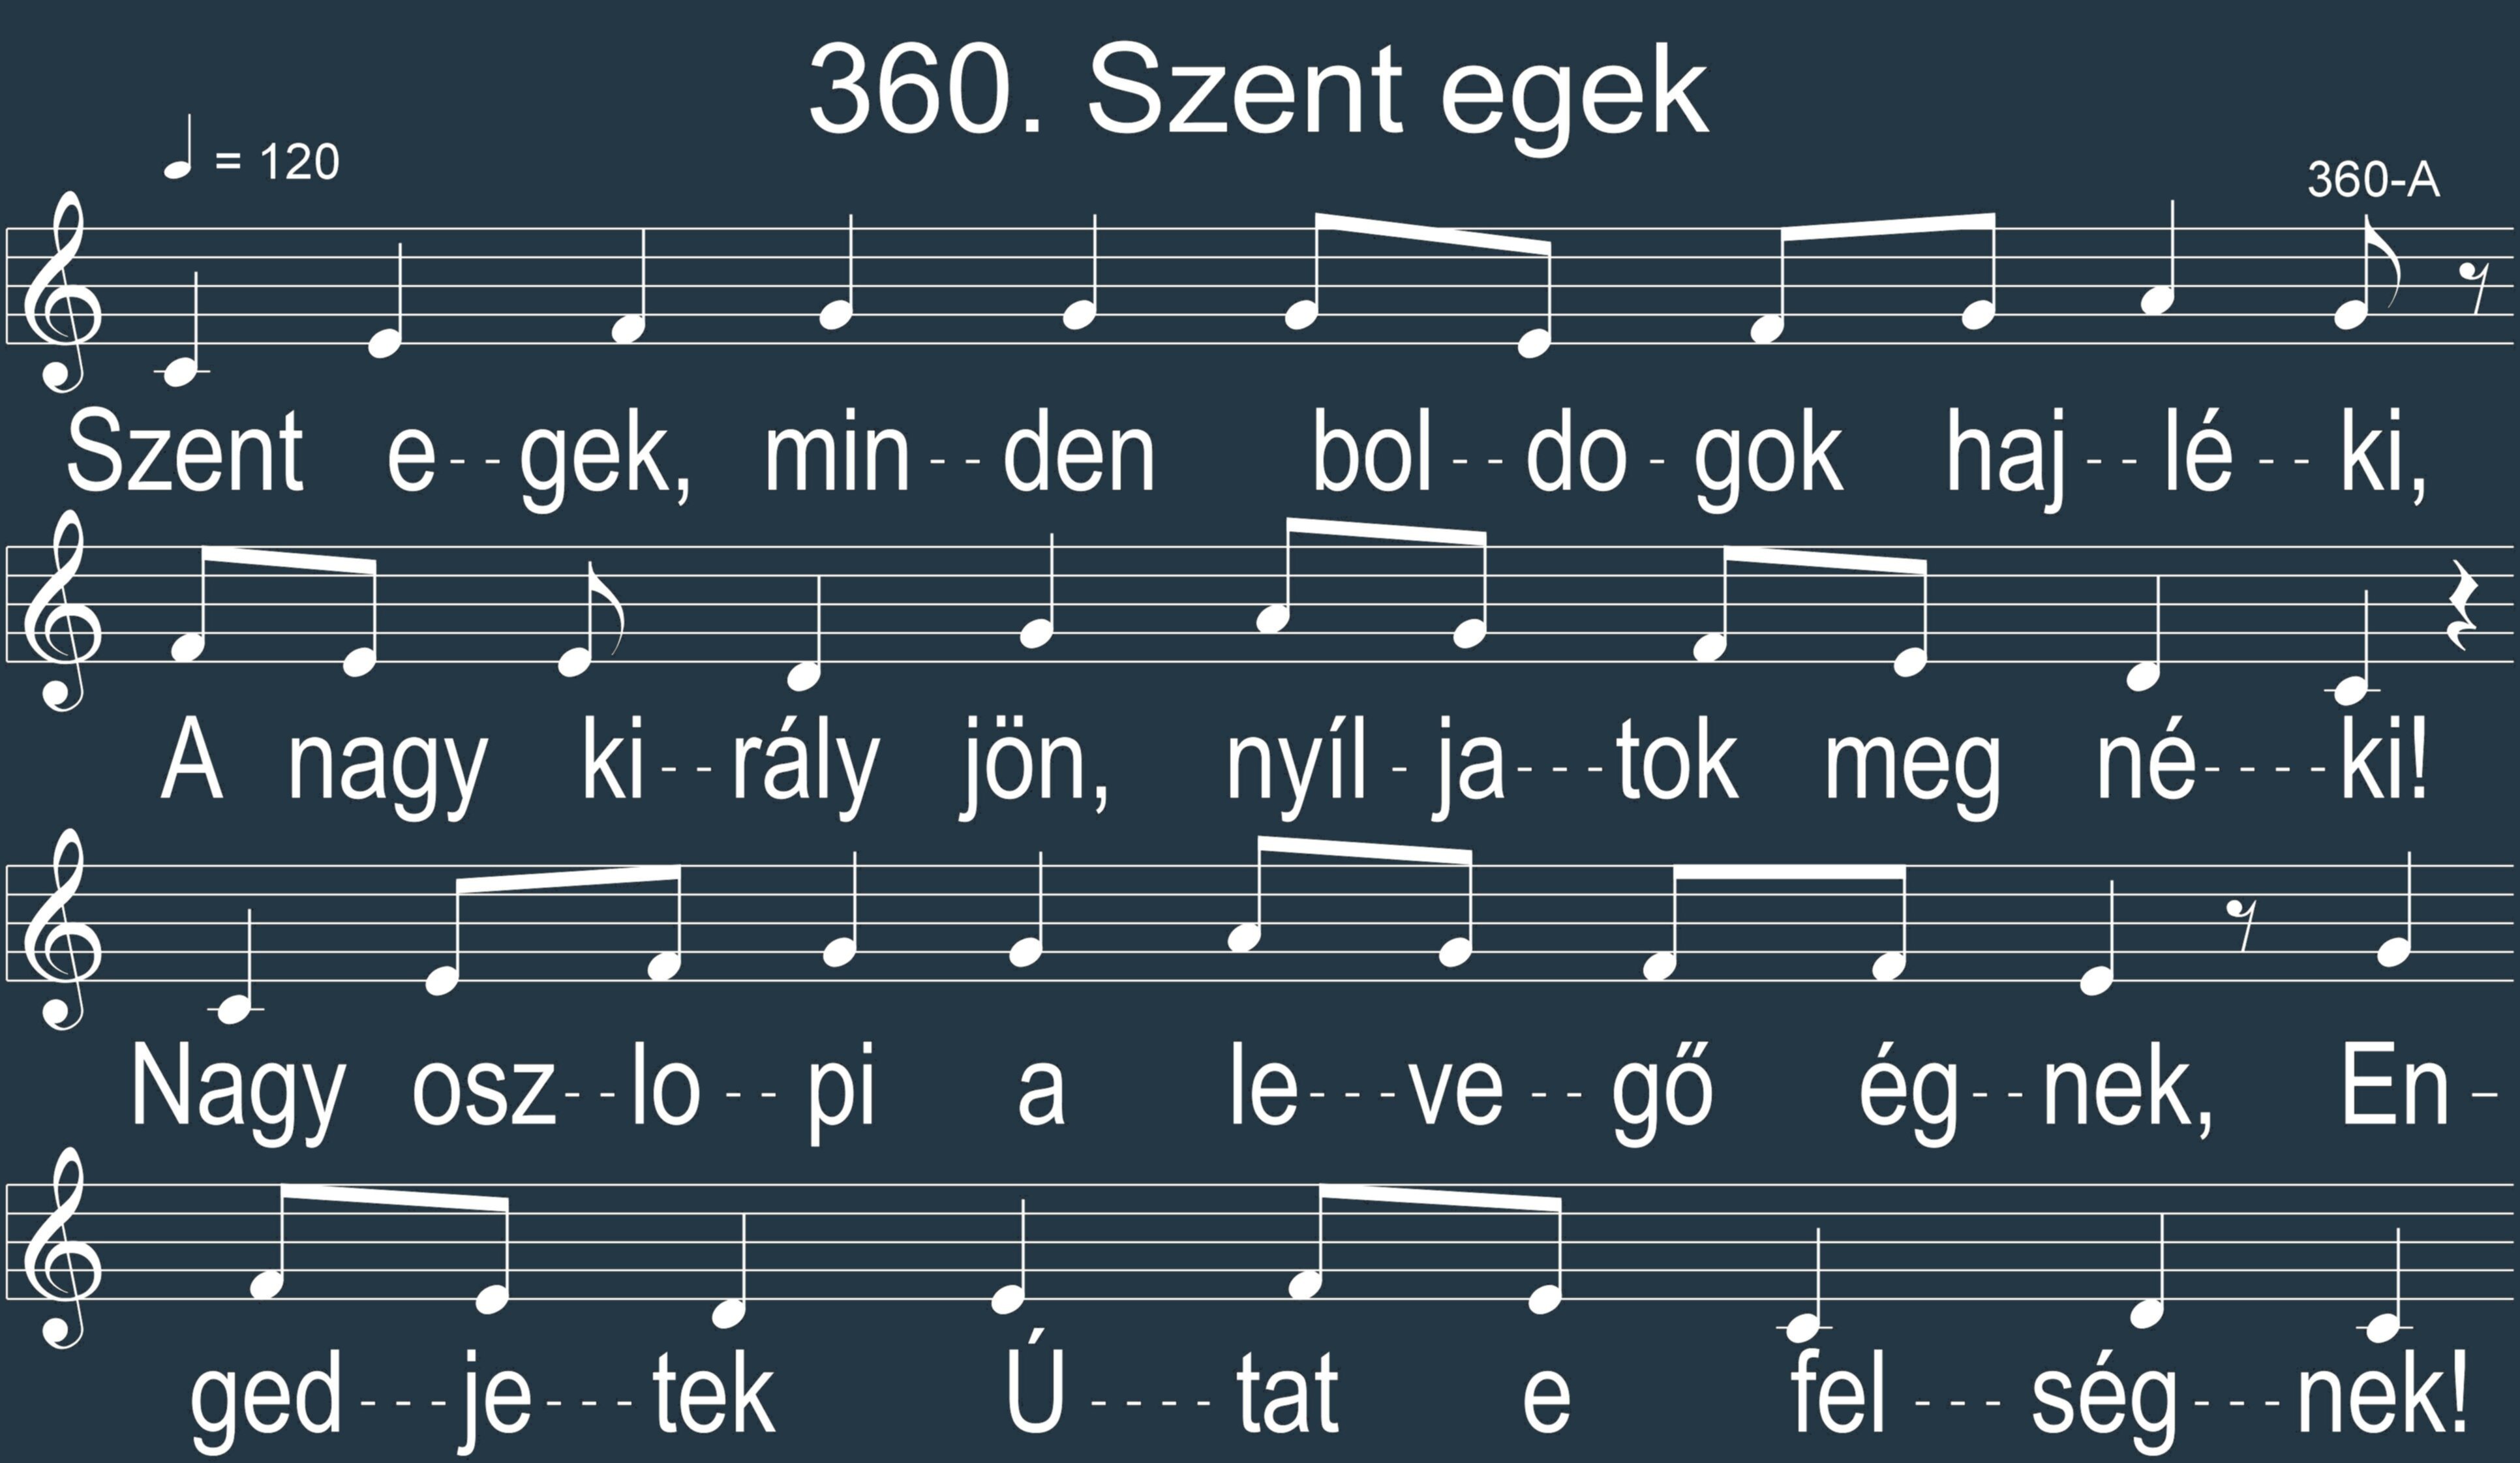 360. Szent egek
= 120
360-A
Szent e--gek, min--den bol--do-gok haj--lé--ki,
A nagy ki--rály jön, nyíl-ja---tok meg né----ki!
Nagy osz--lo--pi a le---ve--gő ég--nek, En-
ged---je---tek Ú----tat e fel---ség---nek!